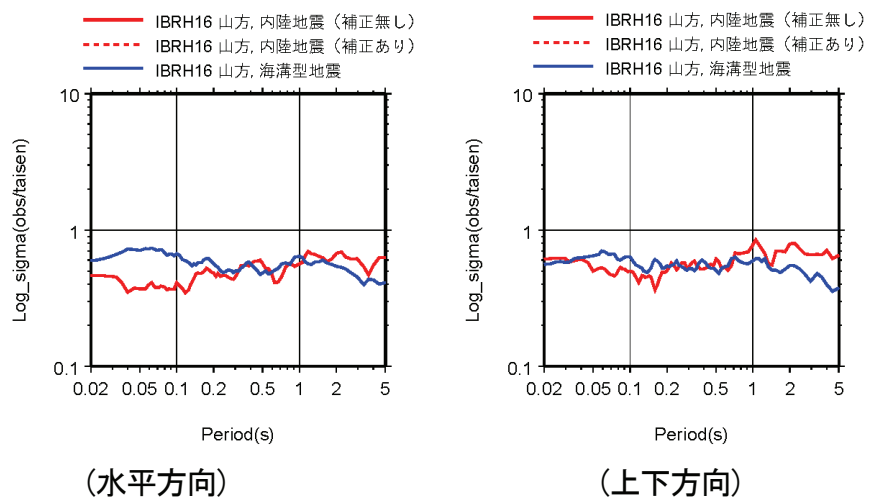 IBRH16 山方, 内陸地震（補正無し）
IBRH16 山方, 内陸地震（補正あり）
IBRH16 山方, 海溝型地震
10
1
0.1
Log_sigma(obs/taisen)
0.02 0.05 0.1 0.2 0.5 1 2 5
Period(s)
(水平方向)
IBRH16 山方, 内陸地震（補正無し）
IBRH16 山方, 内陸地震（補正あり）
IBRH16 山方, 海溝型地震
10
1
0.1
Log_sigma(obs/taisen)
0.02 0.05 0.1 0.2 0.5 1 2 5
Period(s)
(上下方向)